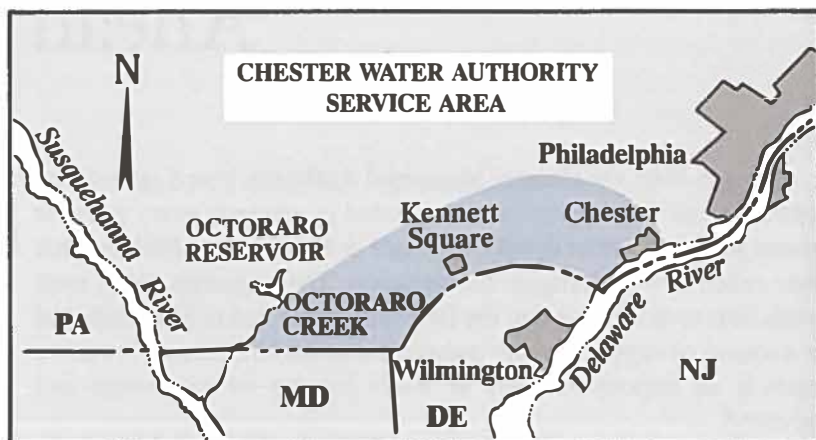 N
CHESTER WATER AUTHORITY
SERVICE AREA
Susquehanna
River
Philadelphia
Kennett
Square
Chester
OCTORARO
RESERVOIR
OCTORARO
CREEK
PA
Delaware
River
Wilmington
MD
DE
NJ